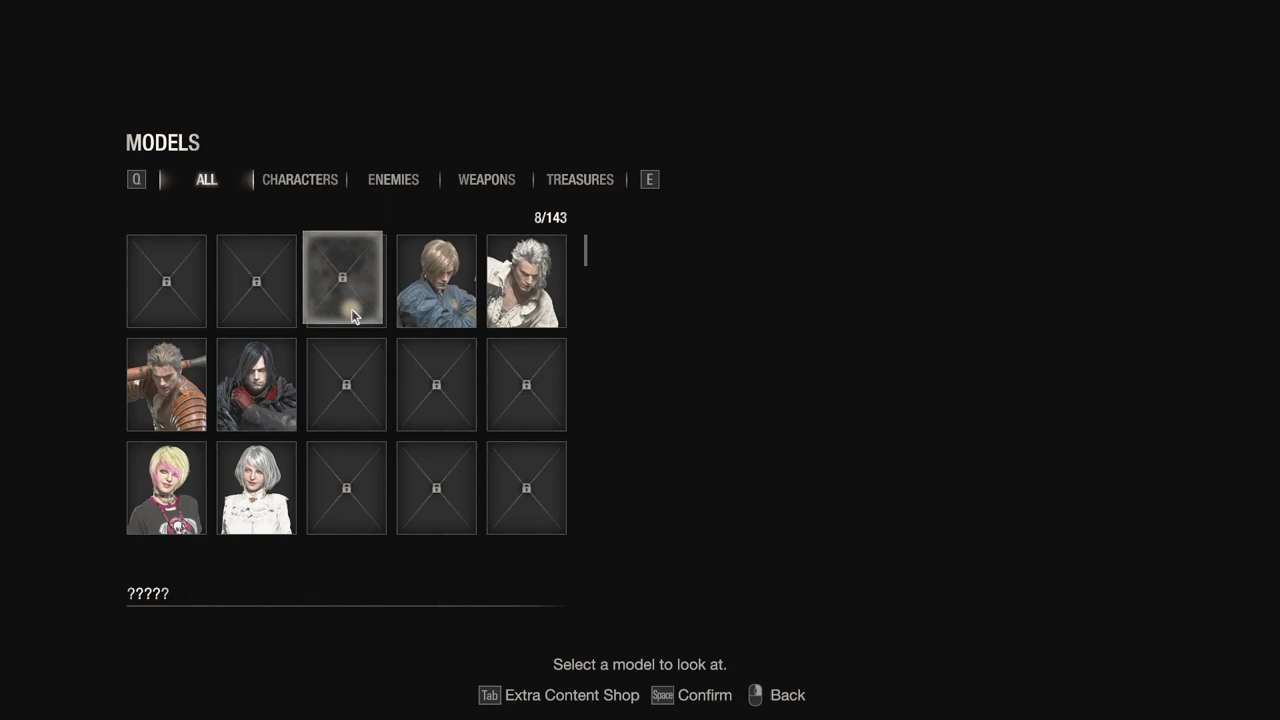 MODELS
Q ALL CHARACTERS ENEMIES WEAPONS TREASURES E
8/143
?????
Select a model to look at.
Tab Extra Content Shop Space Confirm Back